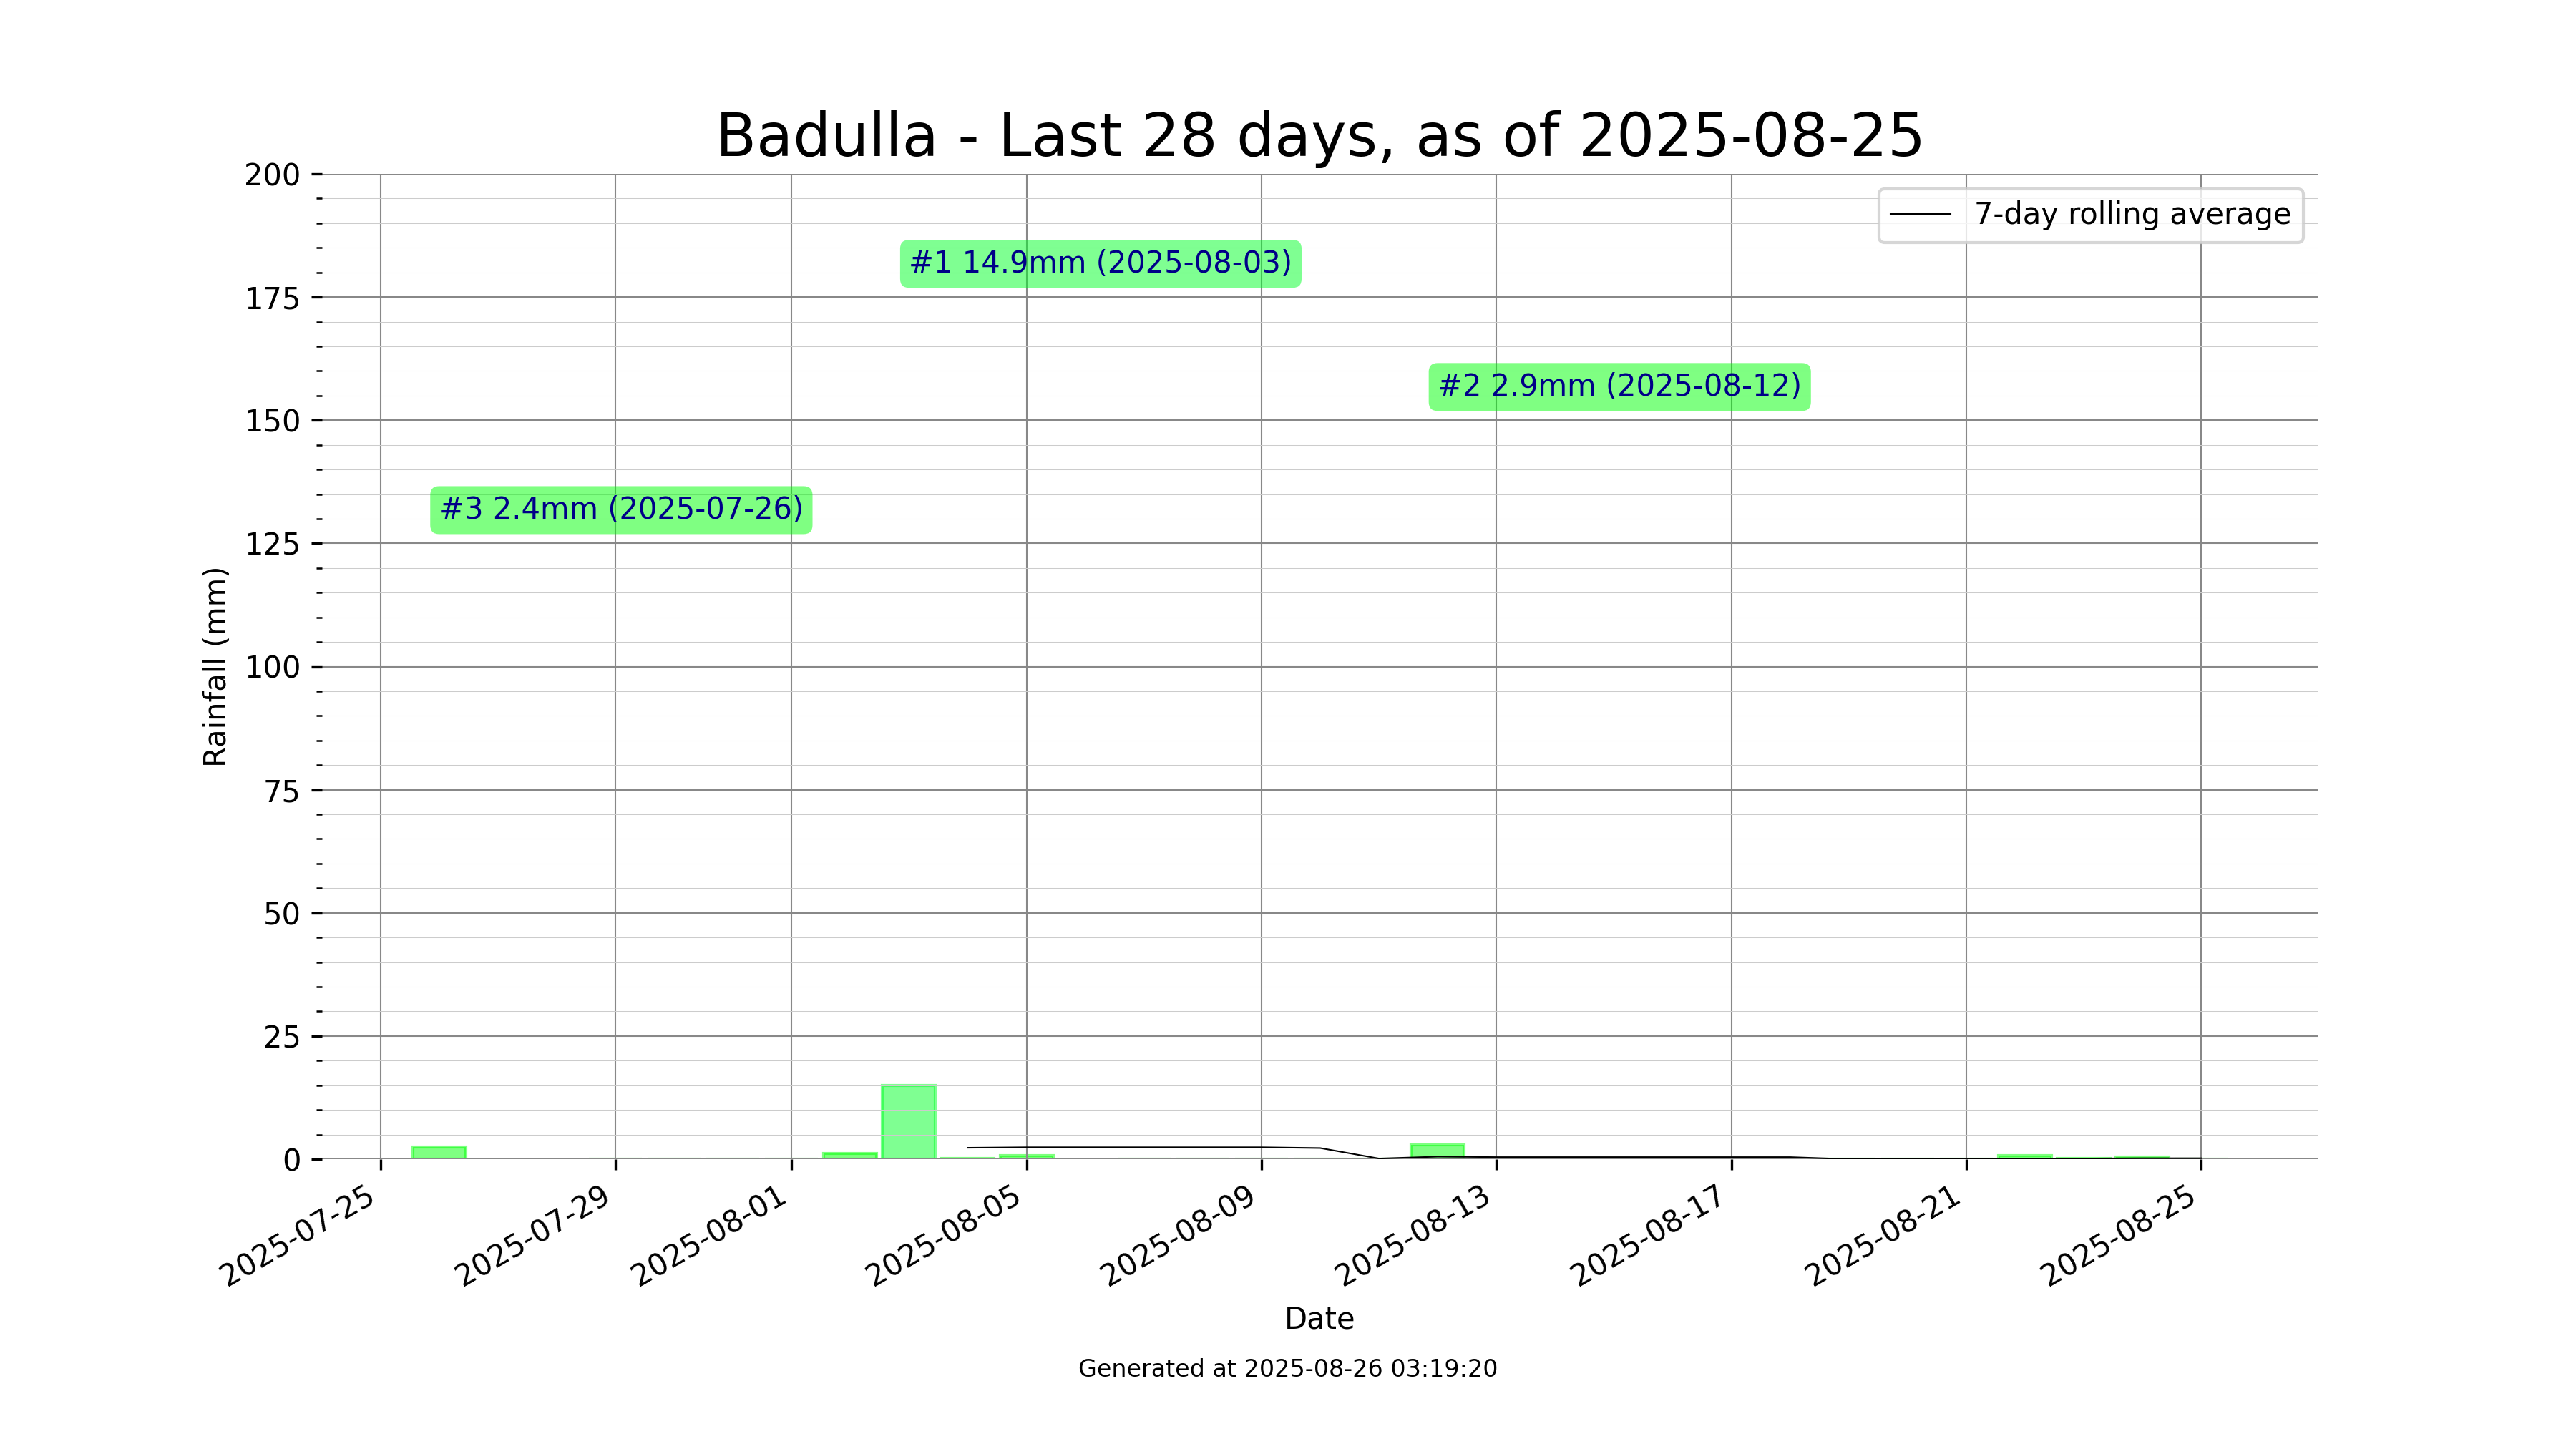 Badulla - Last 28 days, as of 2025-08-25
200
7-day rolling average
#1 14.9mm (2025-08-03)
175
#2 2.9mm (2025-08-12)
150
#3 2.4mm (2025-07-26)
125
Rainfall (mm)
100
75
50
25
0
2025-07-25
2025-07-29
2025-08-01
2025-08-05
2025-08-09
2025-08-13
2025-08-17
2025-08-21
2025-08-25
Date
Generated at 2025-08-26 03:19:20